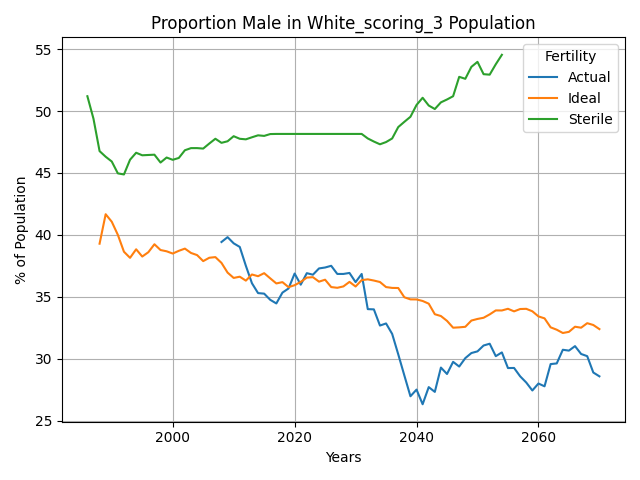 Proportion Male in White_scoring_3 Population
Fertility
Actual
Ideal
Sterile
% of Population
55
50
45
40
35
30
25
2000
2020
2040
2060
Years